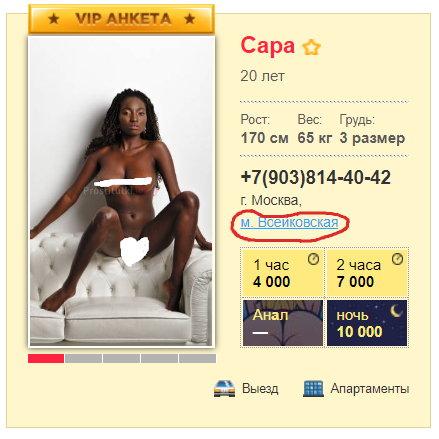 VIP АНКЕТА
Сара
20 лет
Рост: Вес: Грудь:
170 см 65 кг 3 размер
+7(903)814-40-42
г. Москва,
м. Войковская
1 час 2 часа
4 000 7 000
Анал ночь
— 10 000
Выезд Апартаменты